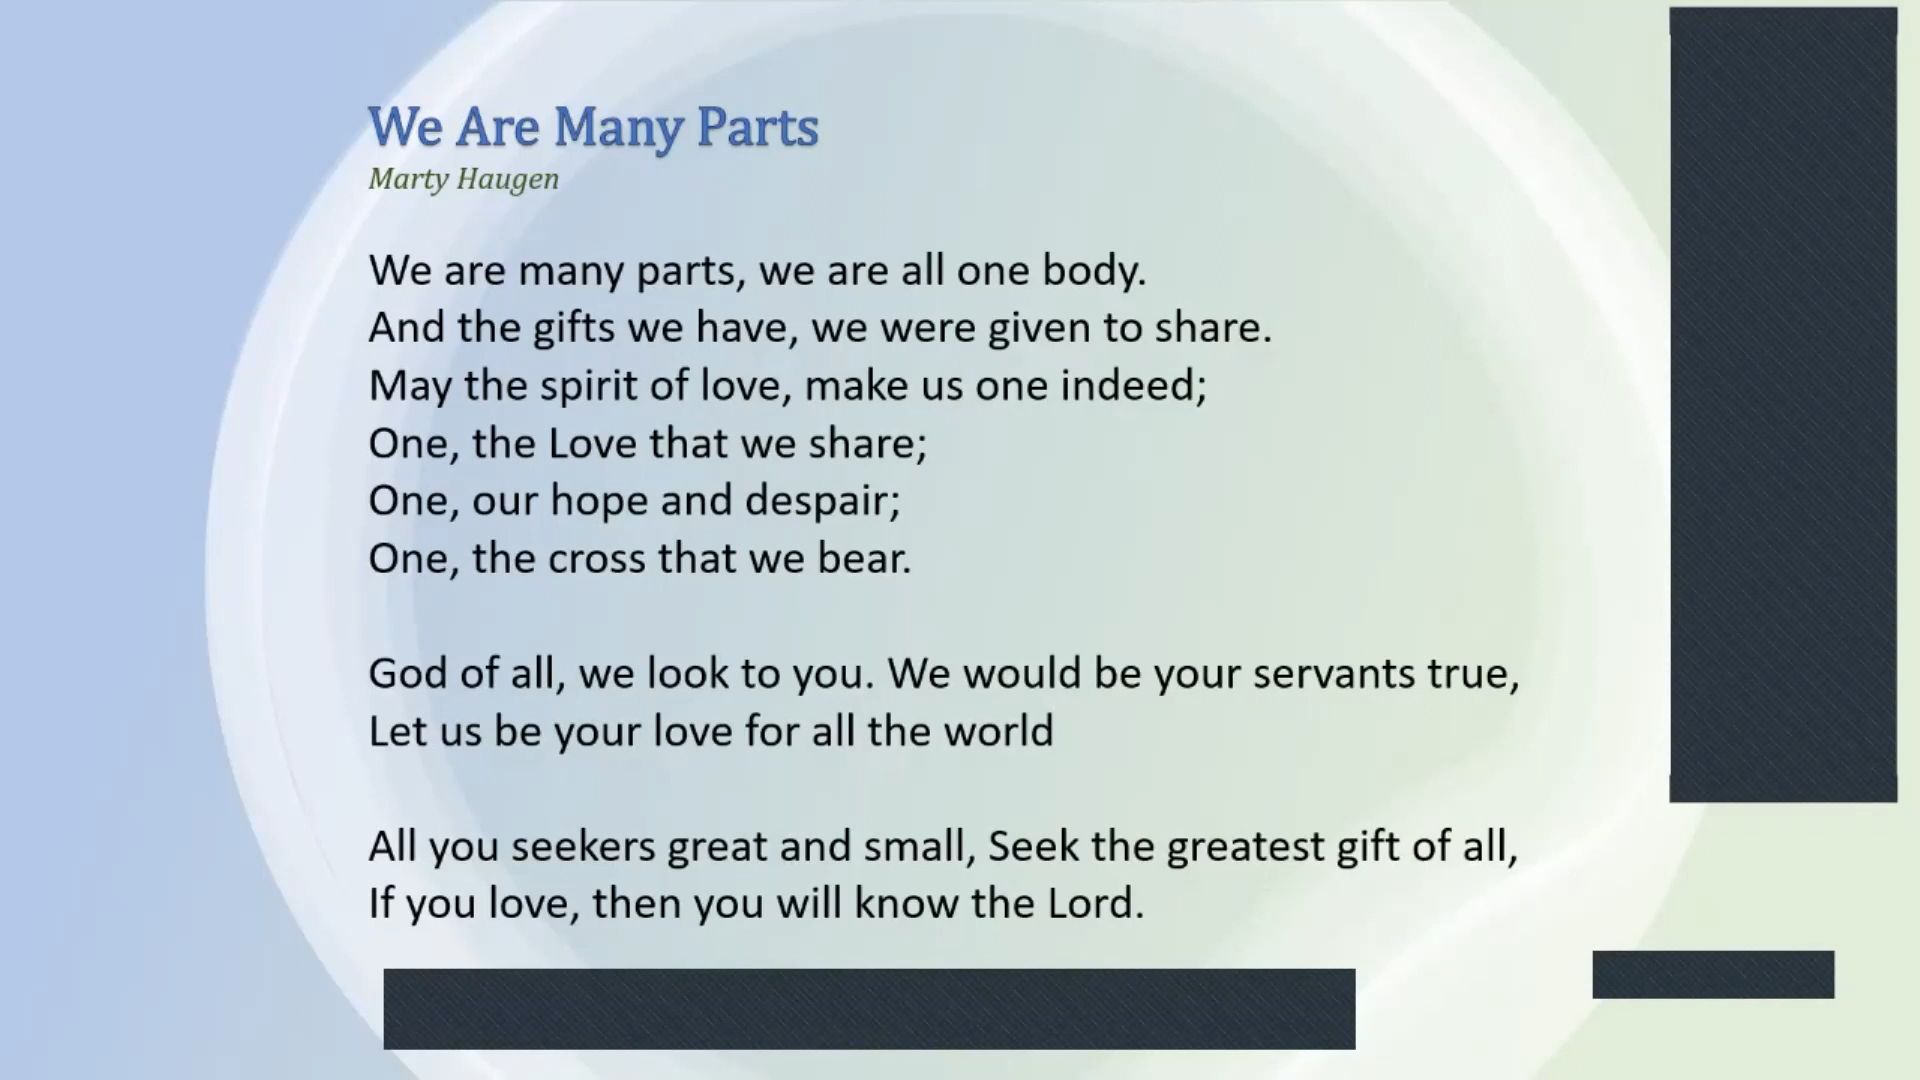 We Are Many Parts
Marty Haugen
We are many parts, we are all one body.
And the gifts we have, we were given to share.
May the spirit of love, make us one indeed;
One, the Love that we share;
One, our hope and despair;
One, the cross that we bear.
God of all, we look to you. We would be your servants true,
Let us be your love for all the world
All you seekers great and small, Seek the greatest gift of all,
If you love, then you will know the Lord.